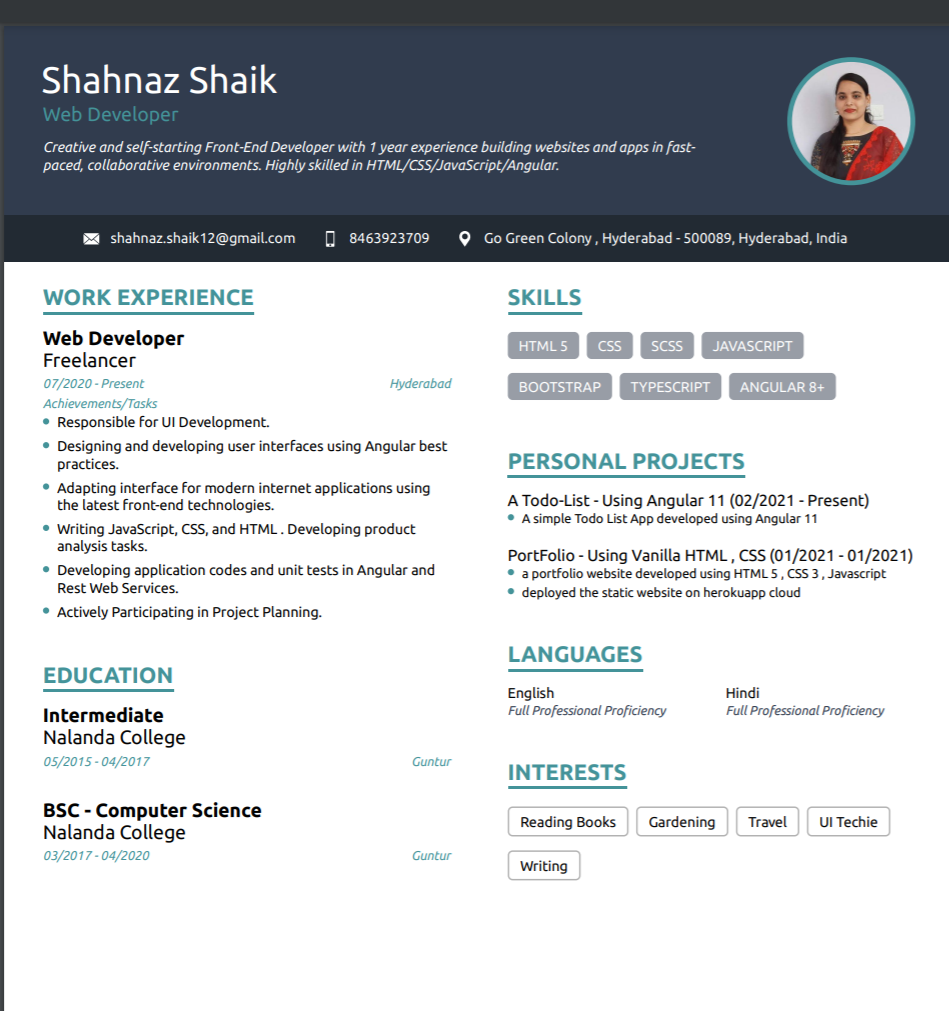 Shahnaz Shaik
Web Developer
Creative and self-starting Front-End Developer with 1 year experience building websites and apps in fast-
paced, collaborative environments. Highly skilled in HTML/CSS/JavaScript/Angular.
shahnaz.shaik12@gmail.com 8463923709 Go Green Colony , Hyderabad - 500089, Hyderabad, India
WORK EXPERIENCE
Web Developer
Freelancer
07/2020 - Present Hyderabad
Achievements/Tasks
Responsible for UI Development.
Designing and developing user interfaces using Angular best
practices.
Adapting interface for modern internet applications using
the latest front-end technologies.
Writing JavaScript, CSS, and HTML . Developing product
analysis tasks.
Developing application codes and unit tests in Angular and
Rest Web Services.
Actively Participating in Project Planning.
EDUCATION
Intermediate
Nalanda College
05/2015 - 04/2017 Guntur
BSC - Computer Science
Nalanda College
03/2017 - 04/2020 Guntur
SKILLS
HTML 5 CSS SCSS JAVASCRIPT
BOOTSTRAP TYPESCRIPT ANGULAR 8+
PERSONAL PROJECTS
A Todo-List - Using Angular 11 (02/2021 - Present)
A simple Todo List App developed using Angular 11
PortFolio - Using Vanilla HTML , CSS (01/2021 - 01/2021)
a portfolio website developed using HTML 5 , CSS 3 , Javascript
deployed the static website on herokuapp cloud
LANGUAGES
English Hindi
Full Professional Proficiency Full Professional Proficiency
INTERESTS
Reading Books Gardening Travel UI Techie
Writing